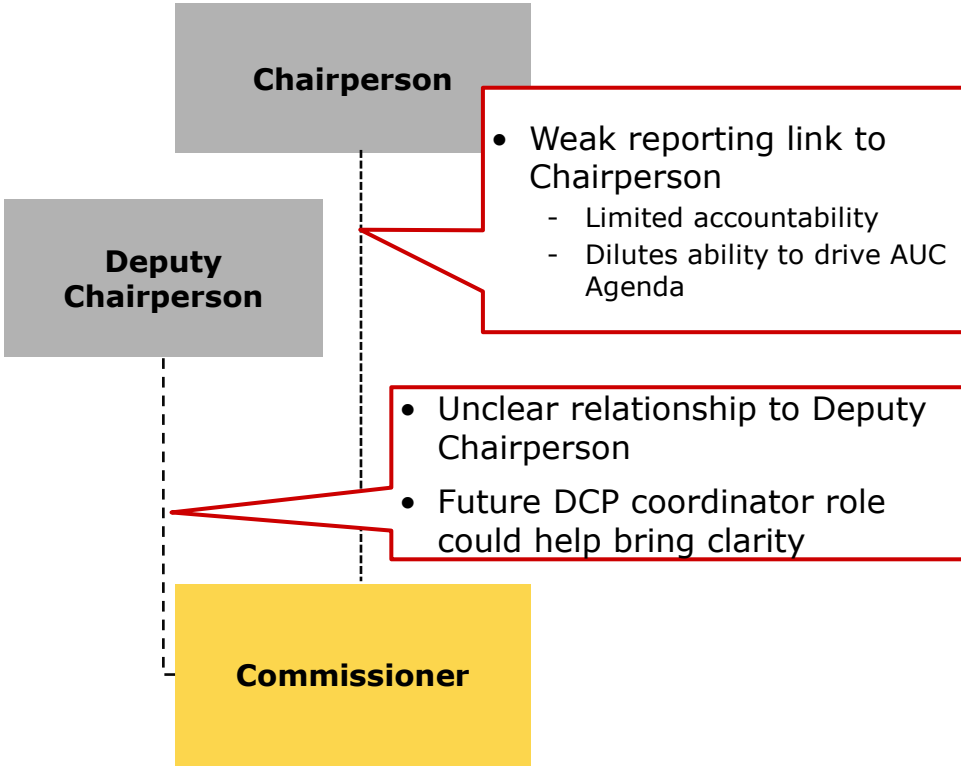 Chairperson
• Weak reporting link to
Chairperson
- Limited accountability
- Dilutes ability to drive AUC
Agenda
Deputy
Chairperson
• Unclear relationship to Deputy
Chairperson
• Future DCP coordinator role
could help bring clarity
Commissioner